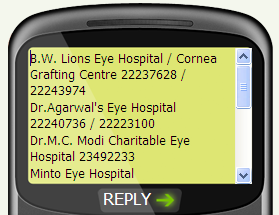 B.W. Lions Eye Hospital / Cornea
Grafting Centre 22237628 /
22243974
Dr.Agarwal's Eye Hospital
22240736 / 22223100
Dr.M.C. Modi Charitable Eye
Hospital 23492233
Minto Eye Hospital
REPLY